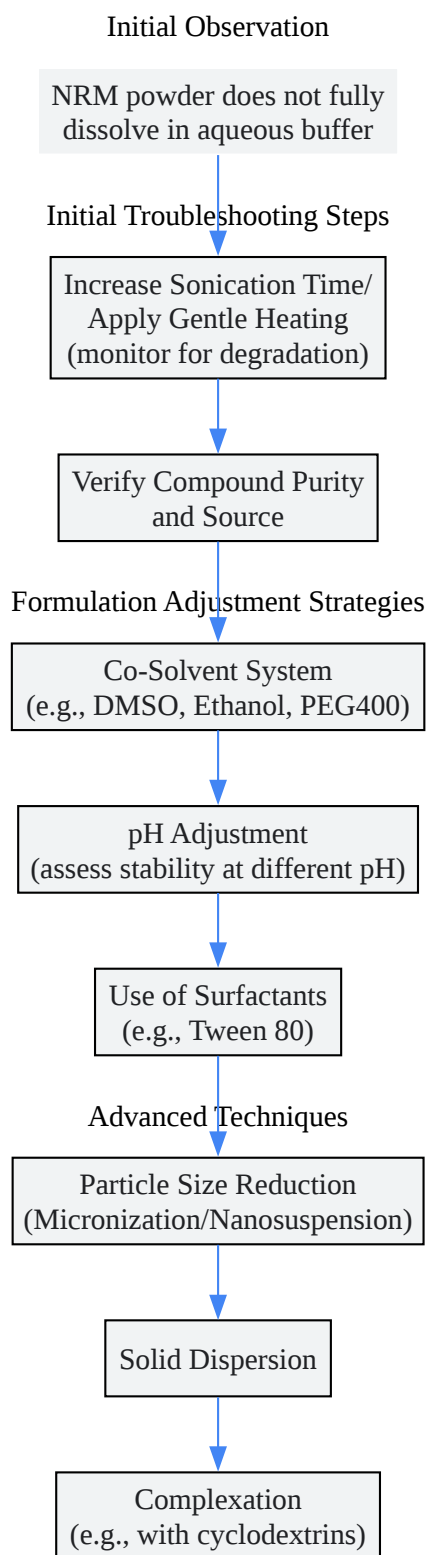 Initial Observation
NRM powder does not fully
dissolve in aqueous buffer
Initial Troubleshooting Steps
Increase Sonication Time/
Apply Gentle Heating
(monitor for degradation)
Verify Compound Purity
and Source
Formulation Adjustment Strategies
Co-Solvent System
(e.g., DMSO, Ethanol, PEG400)
pH Adjustment
(assess stability at different pH)
Use of Surfactants
(e.g., Tween 80)
Advanced Techniques
Particle Size Reduction
(Micronization/Nanosuspension)
Solid Dispersion
Complexation
(e.g., with cyclodextrins)